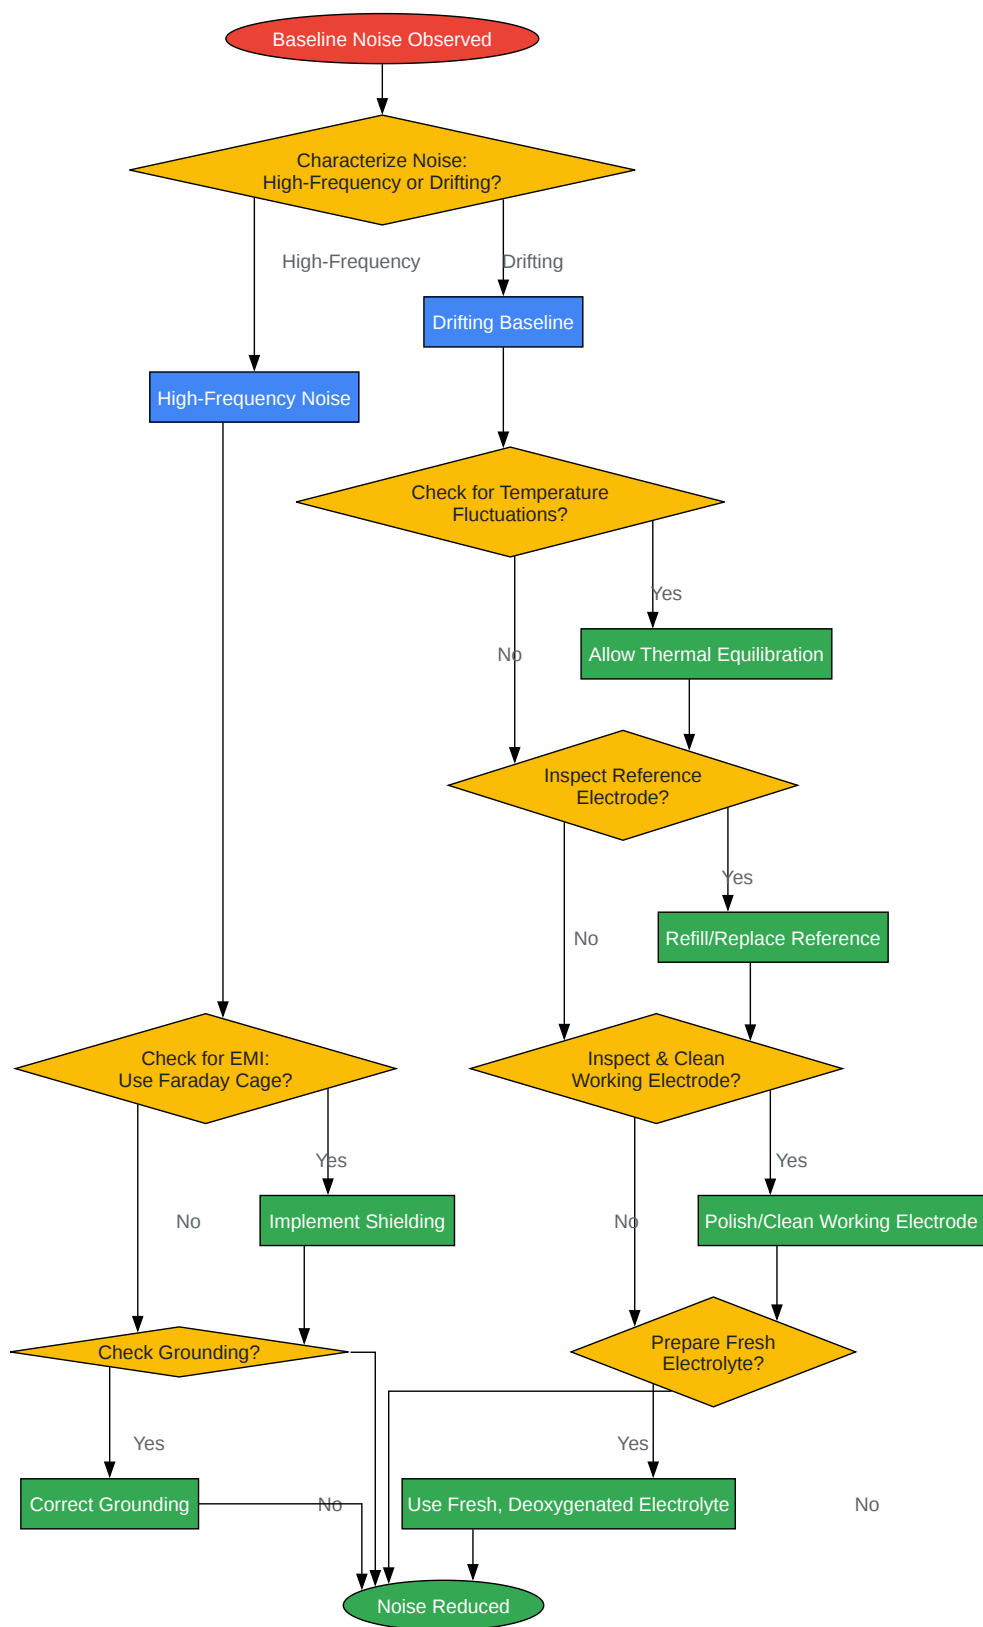 Baseline Noise Observed
Characterize Noise:
High-Frequency or Drifting?
High-Frequency
Drifting
Drifting Baseline
High-Frequency Noise
Check for Temperature
Fluctuations?
Yes
No
Allow Thermal Equilibration
Inspect Reference
Electrode?
Yes
No
Refill/Replace Reference
Check for EMI:
Use Faraday Cage?
Inspect & Clean
Working Electrode?
Yes
Yes
No
Implement Shielding
No
Polish/Clean Working Electrode
Check Grounding?
Prepare Fresh
Electrolyte?
Yes
Yes
Correct Grounding
No
Use Fresh, Deoxygenated Electrolyte
No
Noise Reduced